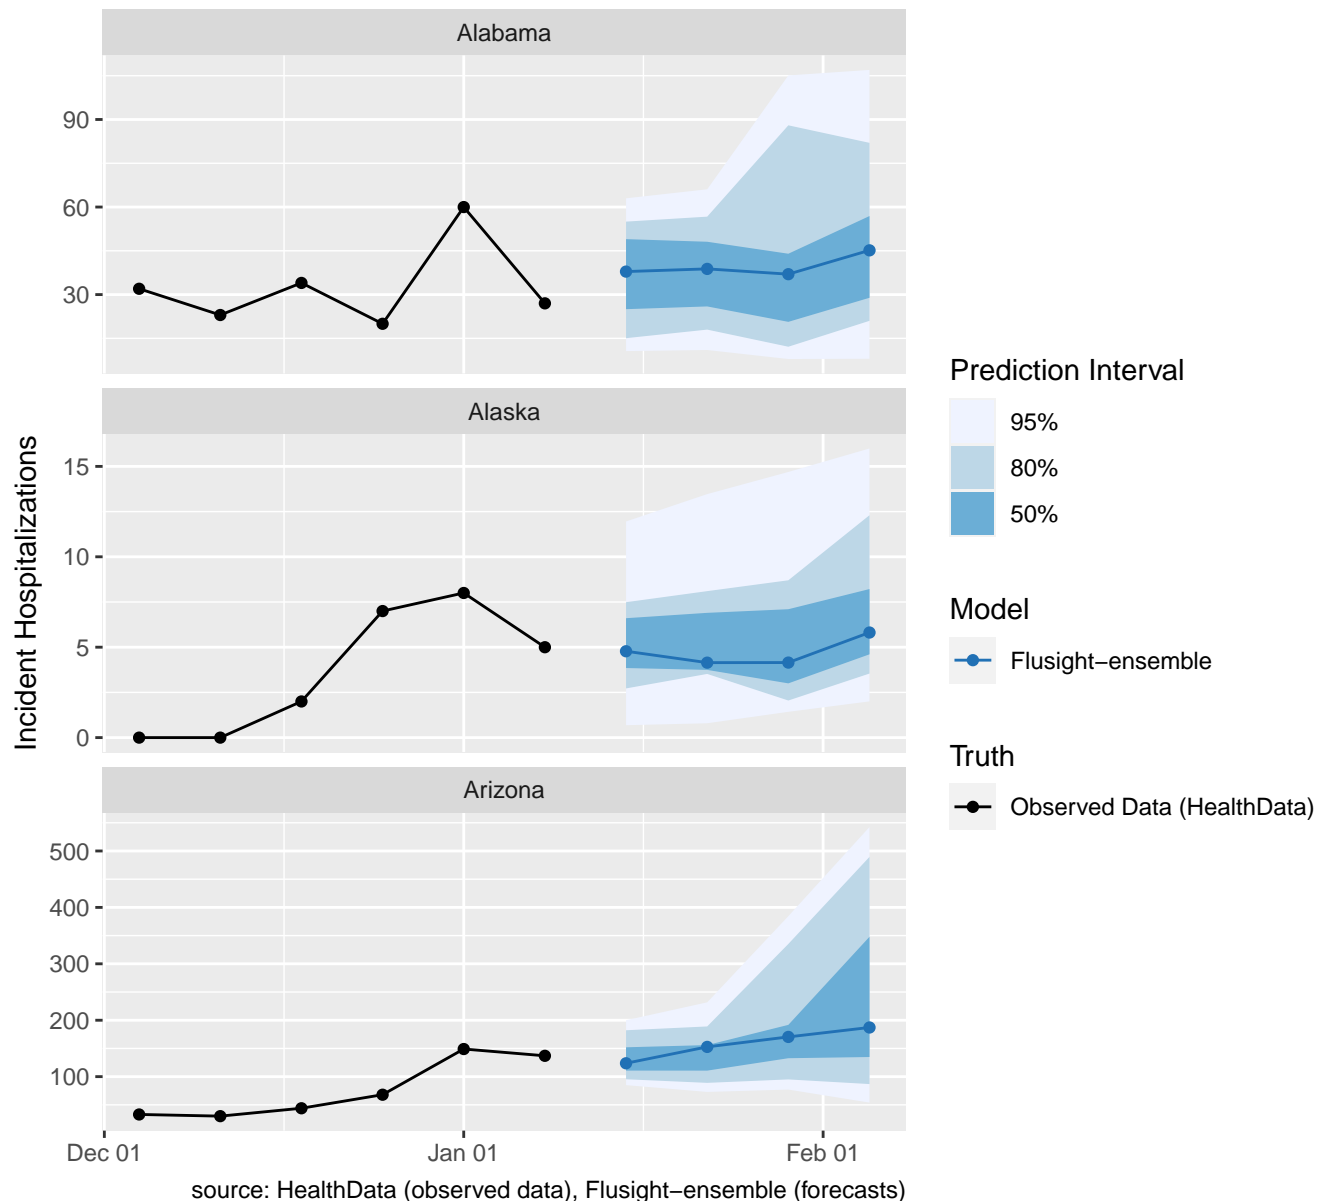 Alabama
90
60
30
Alaska
15
10
5
0
Arizona
500
400
300
200
100
Dec 01
Jan 01
Feb 01
Incident Hospitalizations
source: HealthData (observed data), Flusight−ensemble (forecasts)
Prediction Interval
95%
80%
50%
Model
Flusight−ensemble
Truth
Observed Data (HealthData)